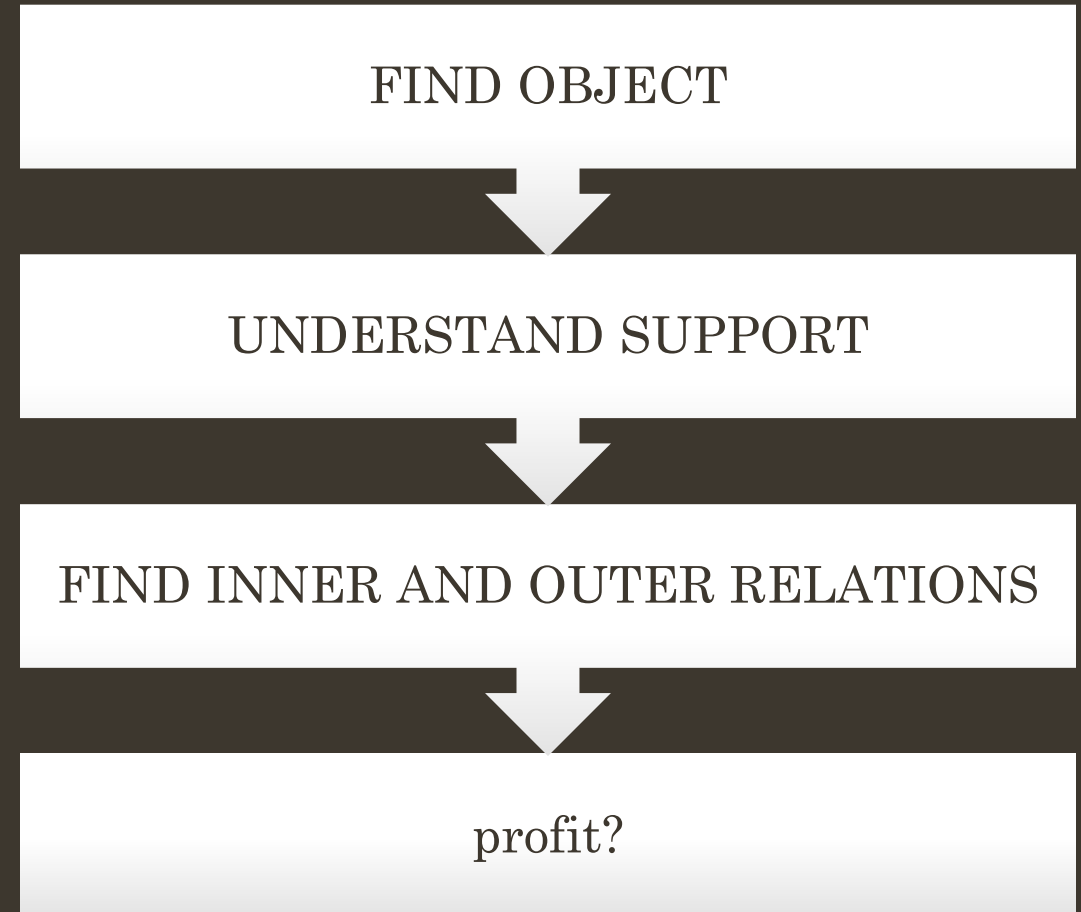 FIND OBJECT
UNDERSTAND SUPPORT
FIND INNER AND OUTER RELATIONS
profit?